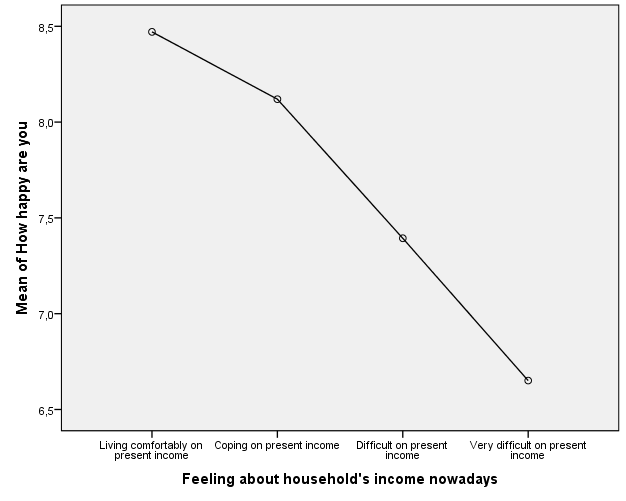 Mean of How happy are you
8,5
8,0
7,5
7,0
6,5
Living comfortably on
present income
Coping on present income
Difficult on present
income
Very difficult on present
income
Feeling about household's income nowadays